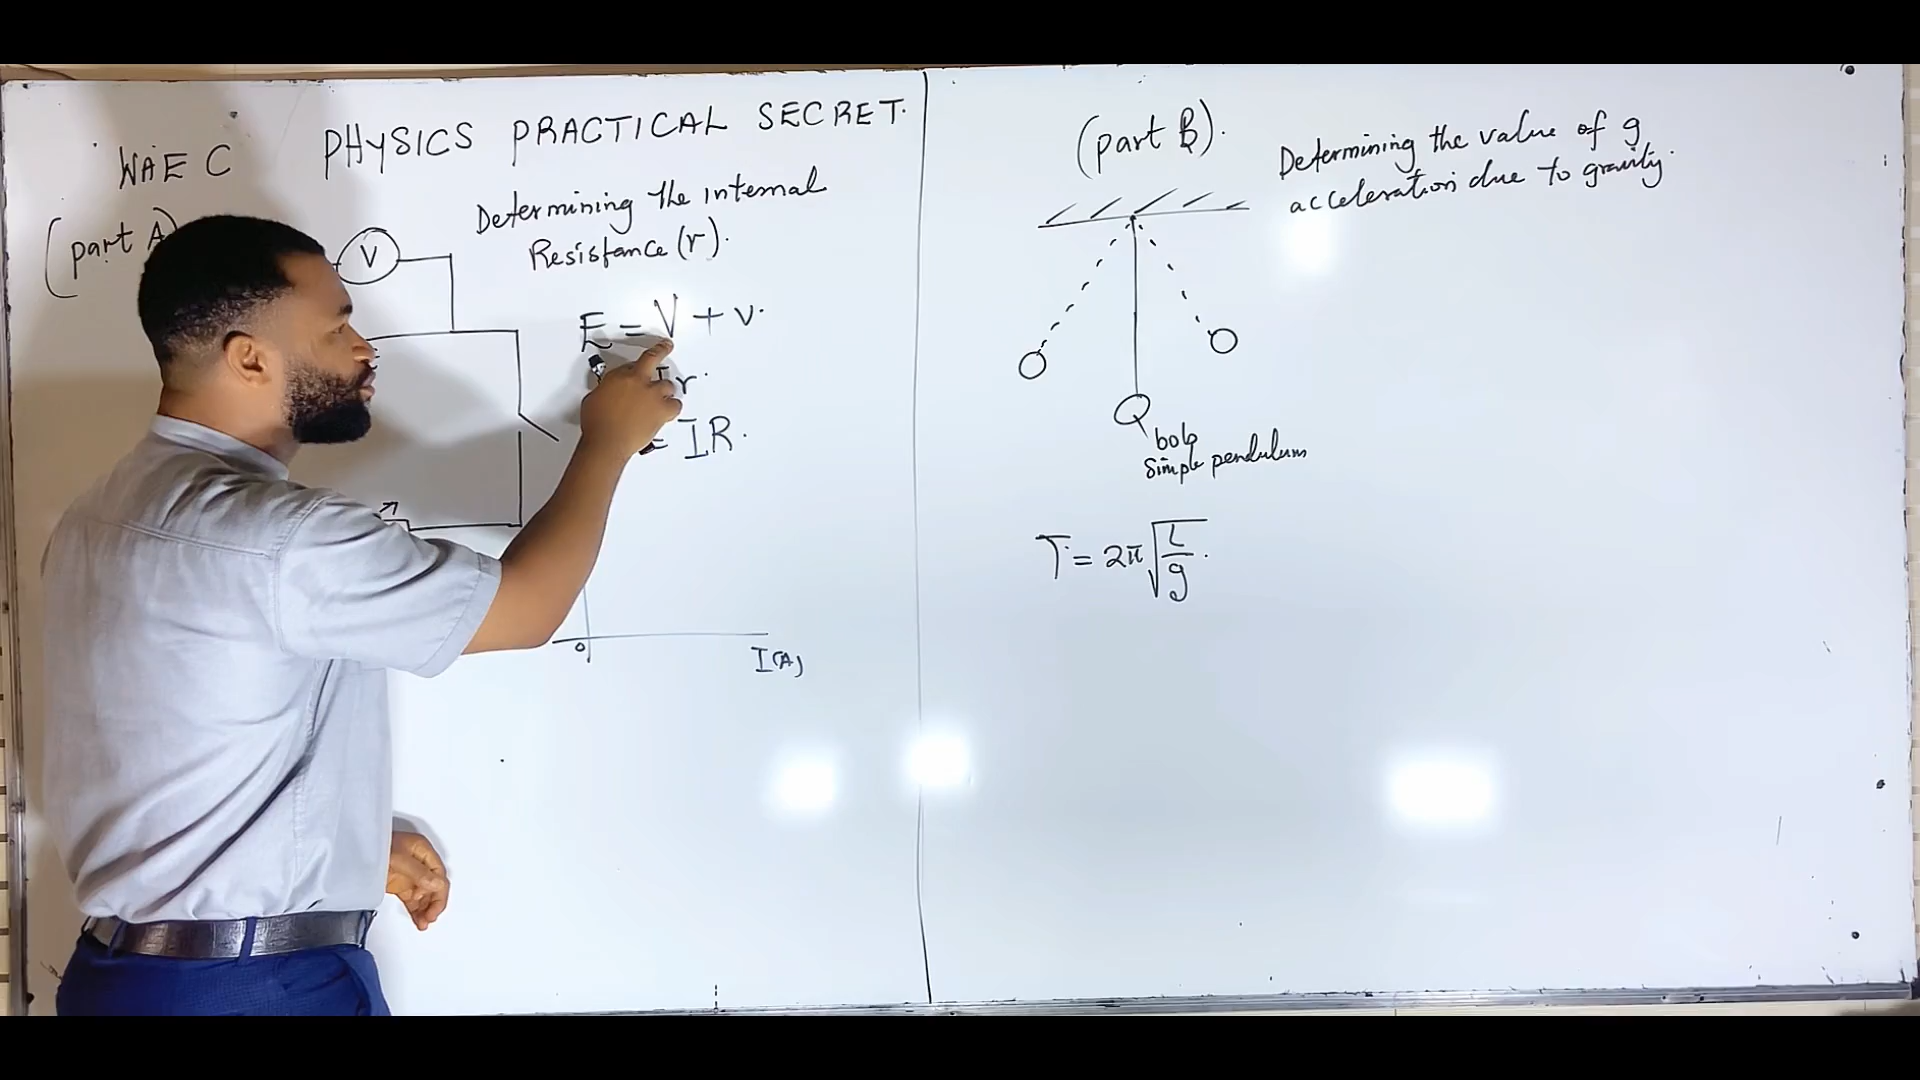 PHYSICS PRACTICAL SECRET.
WAEC
(part A)
Determining the internal
Resistance (r).
V
E = V + v.
Ir.
= IR.
0
I(A)
(part B).
Determining the value of g
acceleration due to gravity.
bob
Simple pendulum
T = 2π√(L/g).